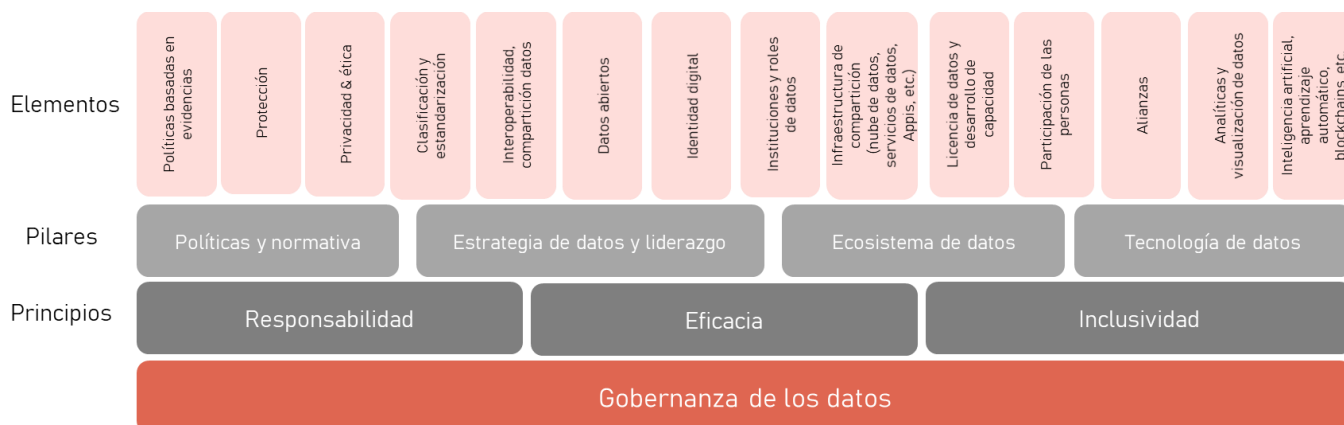 Elementos
Políticas basadas en
evidencias
Protección
Privacidad & ética
Clasificación y
estandarización
Interoperabilidad,
compartición datos
Datos abiertos
Identidad digital
Instituciones y roles
de datos
Infraestructura de
compartición
(nube de datos,
servicios de datos,
Appis, etc.)
Licencia de datos y
desarrollo de
capacidad
Participación de las
personas
Alianzas
Analíticas y
visualización de datos
Inteligencia artificial,
aprendizaje
automático,
blockchains, etc.
Pilares
Políticas y normativa
Estrategia de datos y liderazgo
Ecosistema de datos
Tecnología de datos
Principios
Responsabilidad
Eficacia
Inclusividad
Gobernanza de los datos